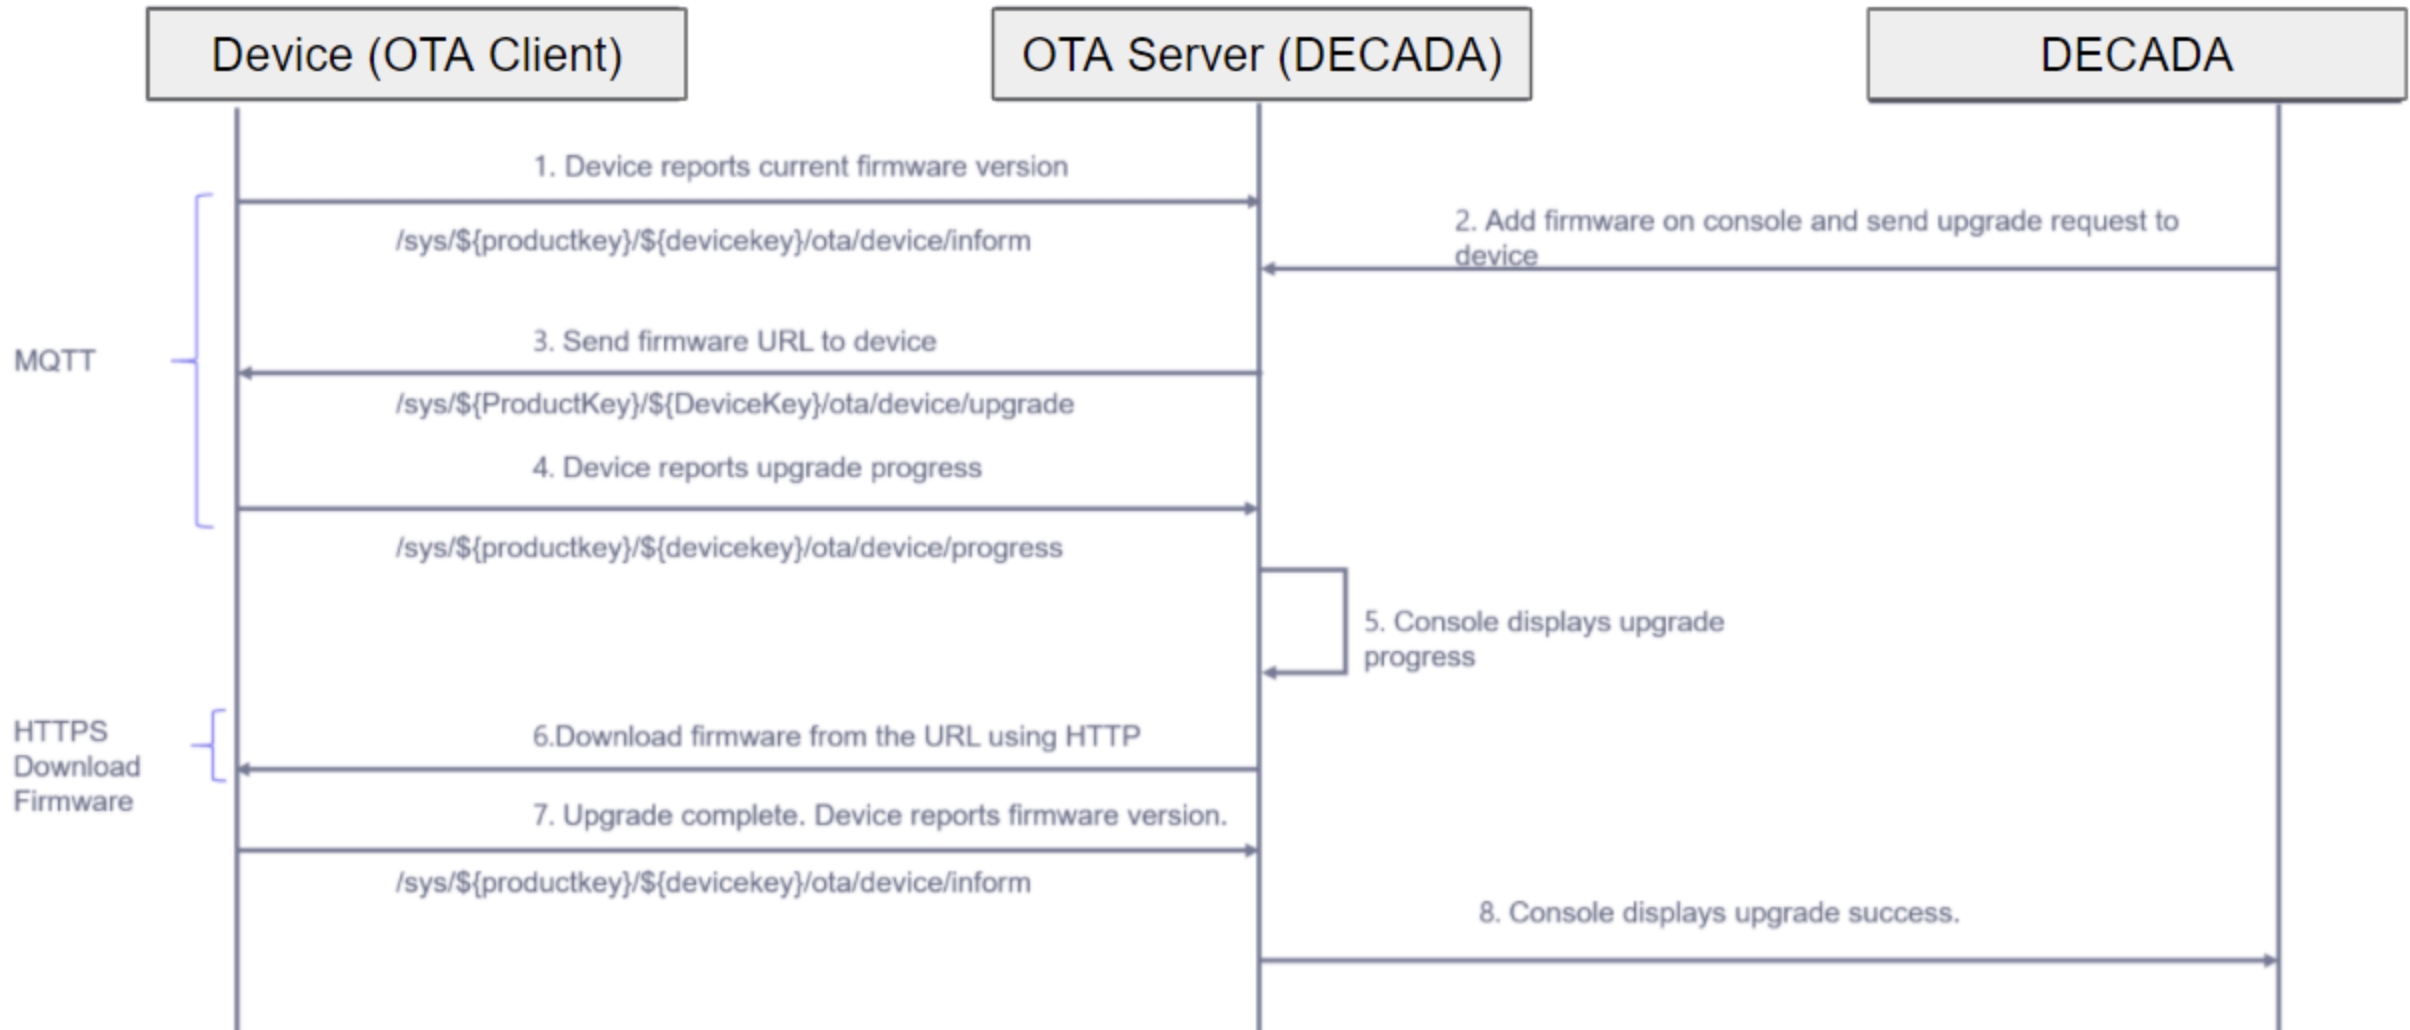 Device (OTA Client)
OTA Server (DECADA)
DECADA
1. Device reports current firmware version
/sys/${productkey}/${devicekey}/ota/device/inform
2. Add firmware on console and send upgrade request to
device
3. Send firmware URL to device
MQTT
/sys/${ProductKey}/${DeviceKey}/ota/device/upgrade
4. Device reports upgrade progress
/sys/${productkey}/${devicekey}/ota/device/progress
5. Console displays upgrade
progress
HTTPS
Download
Firmware
6.Download firmware from the URL using HTTP
7. Upgrade complete. Device reports firmware version.
/sys/${productkey}/${devicekey}/ota/device/inform
8. Console displays upgrade success.